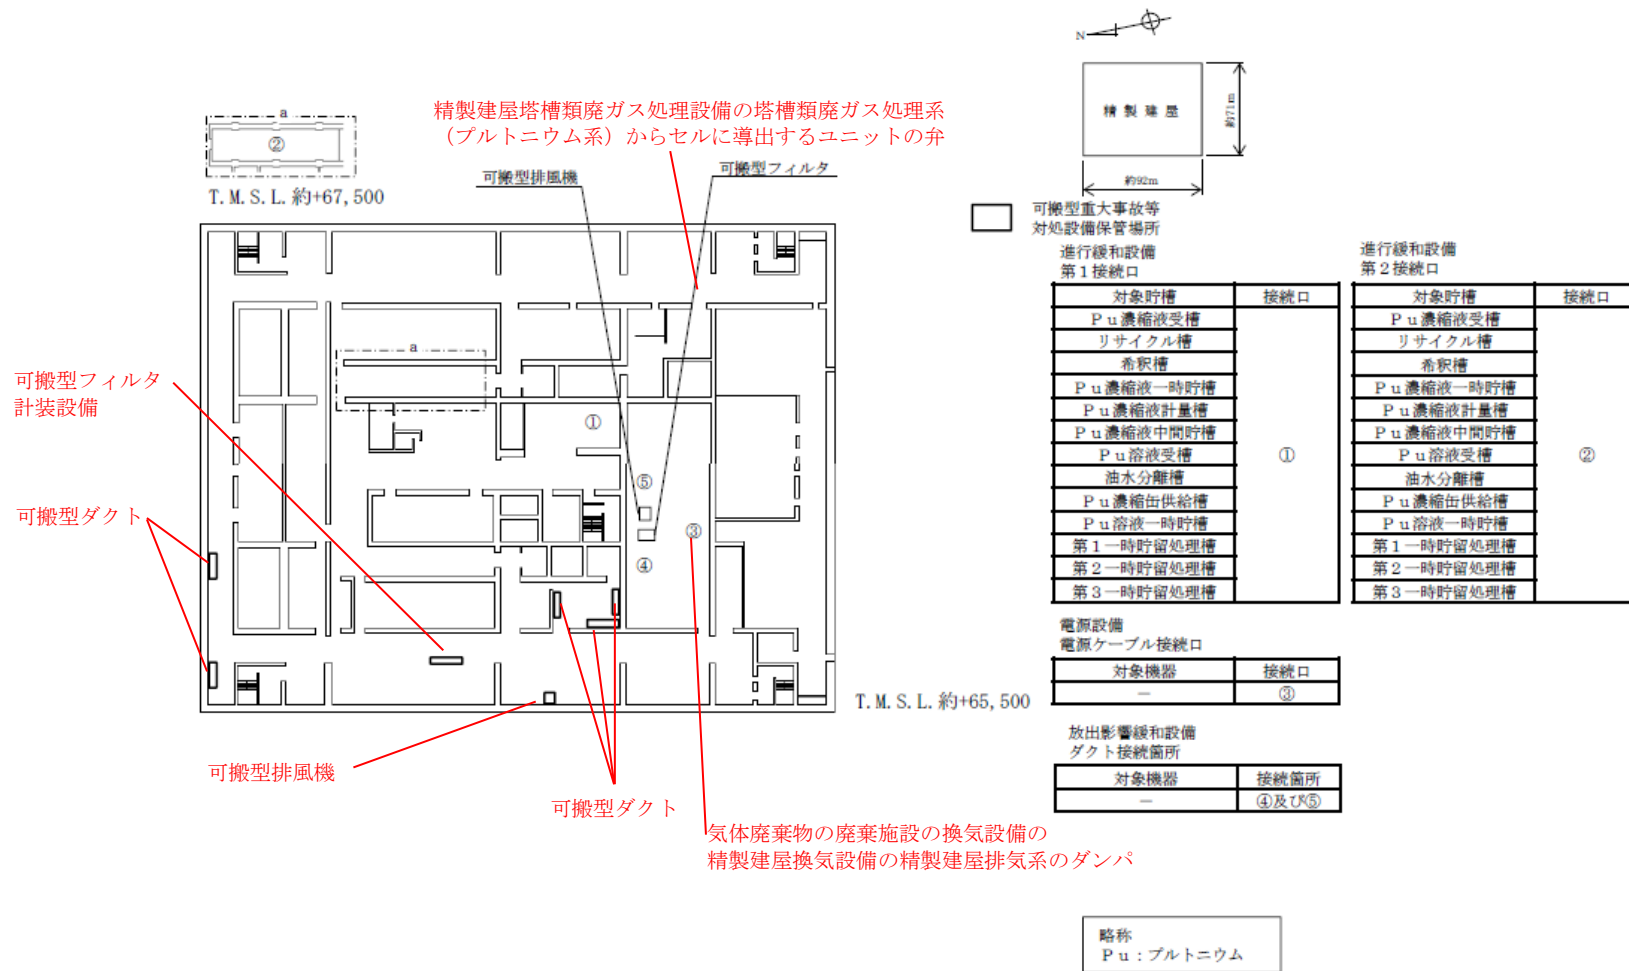 N
精製建屋
約71m
約92m
可搬型重大事故等
対処設備保管場所
精製建屋塔槽類廃ガス処理設備の塔槽類廃ガス処理系
（プルトニウム系）からセルに導出するユニットの弁
a
②
T.M.S.L.約+67,500
可搬型排風機
可搬型フィルタ
a
可搬型フィルタ
計装設備
可搬型ダクト
①
⑤
③
④
T.M.S.L.約+65,500
可搬型排風機
可搬型ダクト
気体廃棄物の廃棄施設の換気設備の
精製建屋換気設備の精製建屋排気系のダンパ
進行緩和設備
第１接続口
対象貯槽 接続口
Ｐｕ濃縮液受槽
リサイクル槽
希釈槽
Ｐｕ濃縮液一時貯槽
Ｐｕ濃縮液計量槽
Ｐｕ濃縮液中間貯槽
Ｐｕ溶液受槽 ①
油水分離槽
Ｐｕ濃縮缶供給槽
Ｐｕ溶液一時貯槽
第１一時貯留処理槽
第２一時貯留処理槽
第３一時貯留処理槽
進行緩和設備
第２接続口
対象貯槽 接続口
Ｐｕ濃縮液受槽
リサイクル槽
希釈槽
Ｐｕ濃縮液一時貯槽
Ｐｕ濃縮液計量槽
Ｐｕ濃縮液中間貯槽
Ｐｕ溶液受槽 ②
油水分離槽
Ｐｕ濃縮缶供給槽
Ｐｕ溶液一時貯槽
第１一時貯留処理槽
第２一時貯留処理槽
第３一時貯留処理槽
電源設備
電源ケーブル接続口
対象機器 接続口
－ ③
放出影響緩和設備
ダクト接続箇所
対象機器 接続箇所
－ ④及び⑤
略称
Ｐｕ：プルトニウム